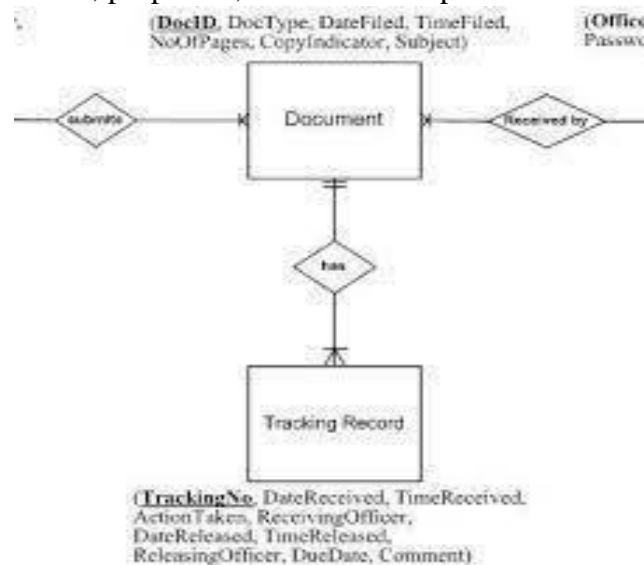 (DocID, DocType, DateFiled, TimeFiled,
NoOfPages, CopyIndicator, Subject)
(Office
Passwo
submits
Document
Received by
has
Tracking Record
(TrackingNo, DateReceived, TimeReceived,
ActionTaken, ReceivingOfficer,
DateReleased, TimeReleased,
ReleasingOfficer, DueDate, Comment)